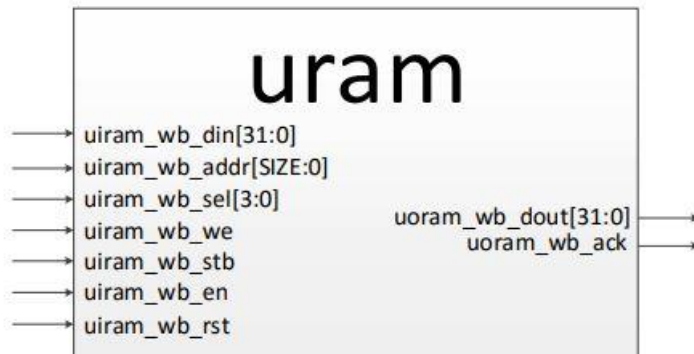 uram
uiram_wb_din[31:0]
uiram_wb_addr[SIZE:0]
uiram_wb_sel[3:0]
uiram_wb_we
uiram_wb_stb
uiram_wb_en
uiram_wb_rst
uoram_wb_dout[31:0]
uoram_wb_ack